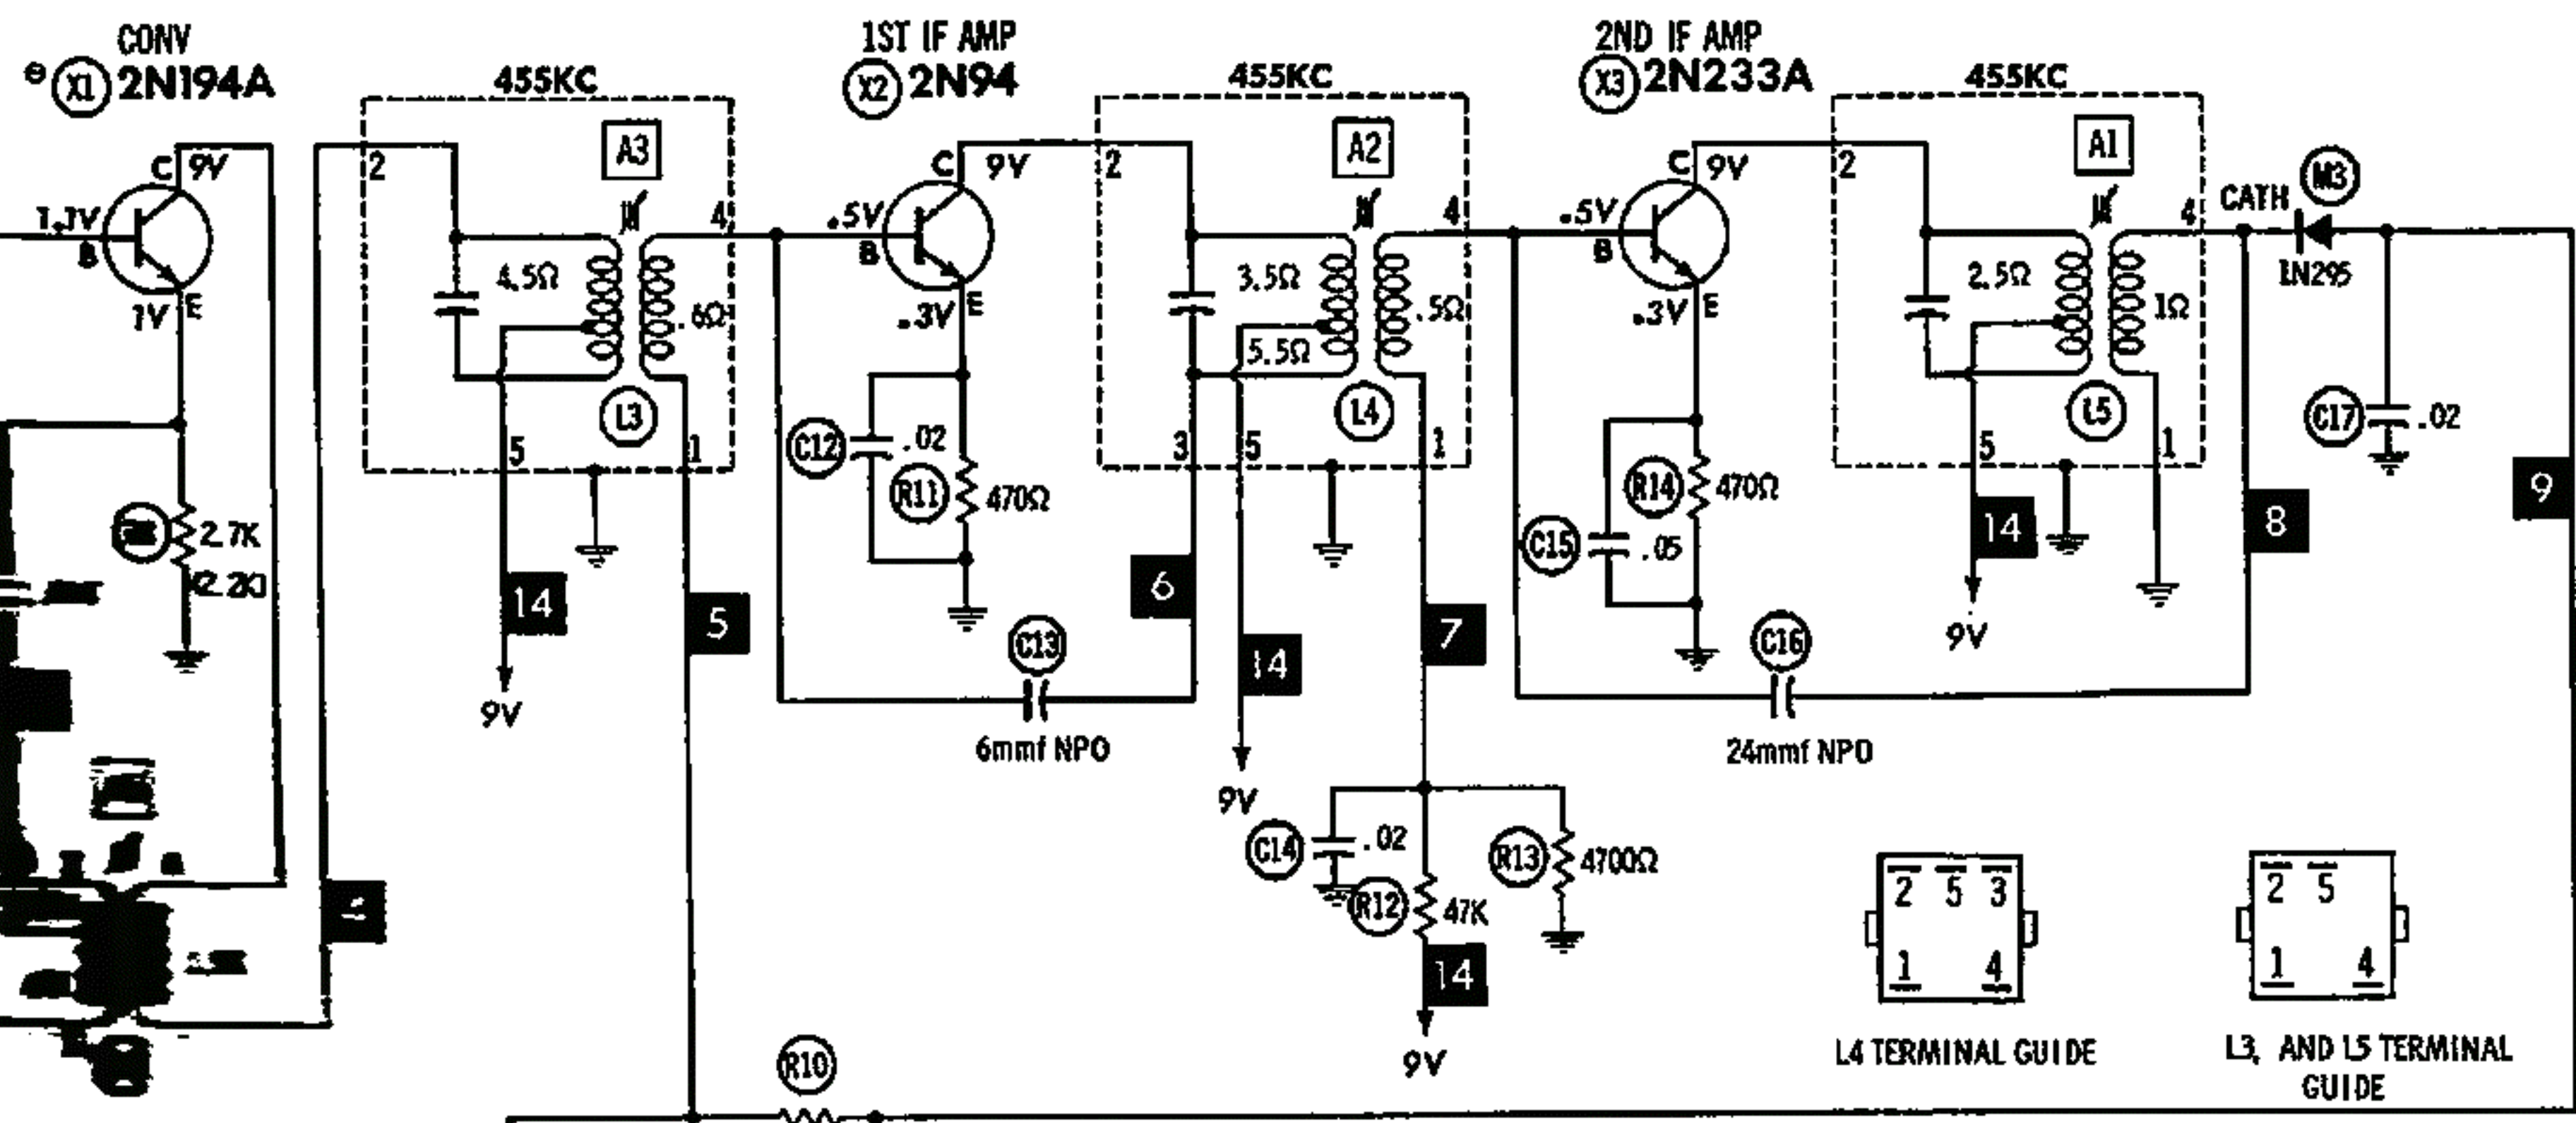 CONV
X1 2N194A
455KC
1ST IF AMP
X2 2N94
455KC
2ND IF AMP
X3 2N233A
455KC
C 9V
1.1V
B
1V E
2
A3
4
4.5Ω
.6Ω
L3
5
1
C 9V
.5V
B
.3V E
2
A2
4
3.5Ω
5.5Ω
.5Ω
L4
3
5
1
C 9V
.5V
B
.3V E
2
A1
4
2.5Ω
1Ω
L5
5
1
CATH
M3
1N295
C17 .02
9
2.7K
2.2K
14
9V
5
C12 .02
R11 470Ω
6
C13
6mmf NPO
14
9V
7
R14 470Ω
C15 .05
14
9V
8
C16
24mmf NPO
C14 .02
R12 47K
R13 4700Ω
14
9V
R10
2 5 3
1 4
L4 TERMINAL GUIDE
2 5
1 4
L3, AND L5 TERMINAL
GUIDE